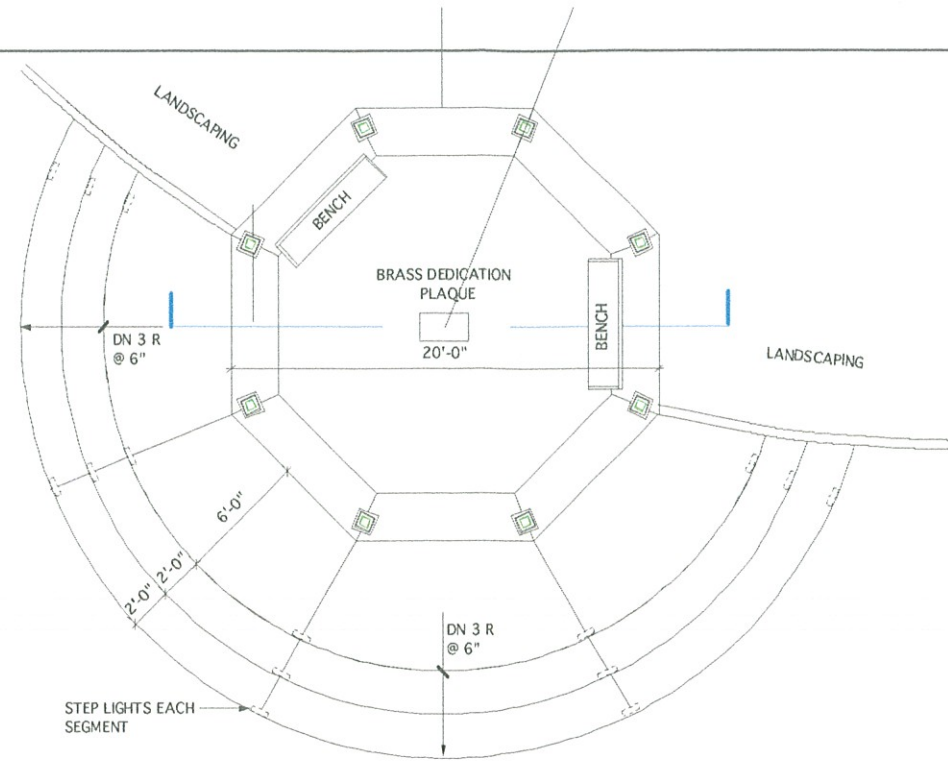 LANDSCAPING
BENCH
BRASS DEDICATION
PLAQUE
20'-0"
BENCH
DN 3 R
@ 6"
LANDSCAPING
6'-0"
2'-0"
2'-0"
DN 3 R
@ 6"
STEP LIGHTS EACH
SEGMENT